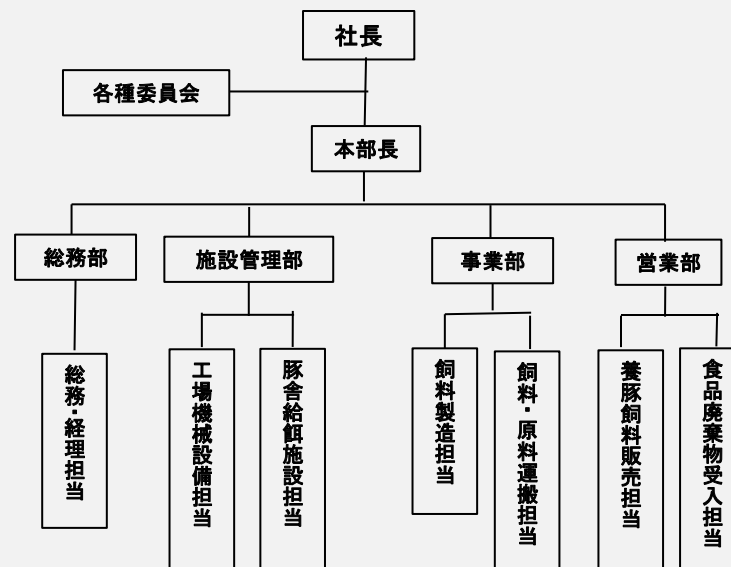 社長
各種委員会
本部長
総務部
施設管理部
事業部
営業部
総務・経理担当
工場機械設備担当
豚舎給餌施設担当
飼料製造担当
飼料・原料運搬担当
養豚飼料販売担当
食品廃棄物受入担当